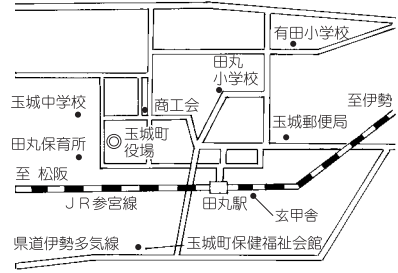 有田小学校
田丸
小学校
至伊勢
玉城中学校
商工会
玉城郵便局
玉城町
役場
田丸保育所
至 松阪
JR参宮線
田丸駅
玄甲舎
県道伊勢多気線
玉城町保健福祉会館